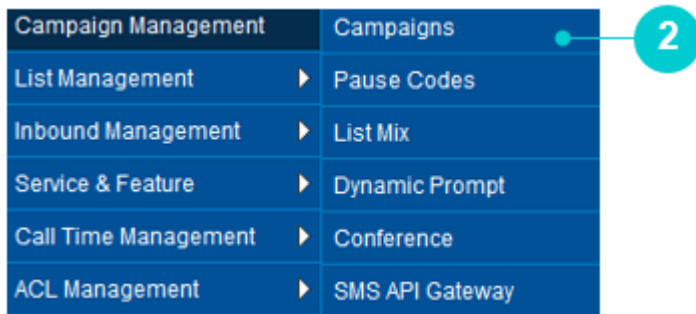 Campaign Management
List Management
Inbound Management
Service & Feature
Call Time Management
ACL Management
Campaigns
Pause Codes
List Mix
Dynamic Prompt
Conference
SMS API Gateway
2